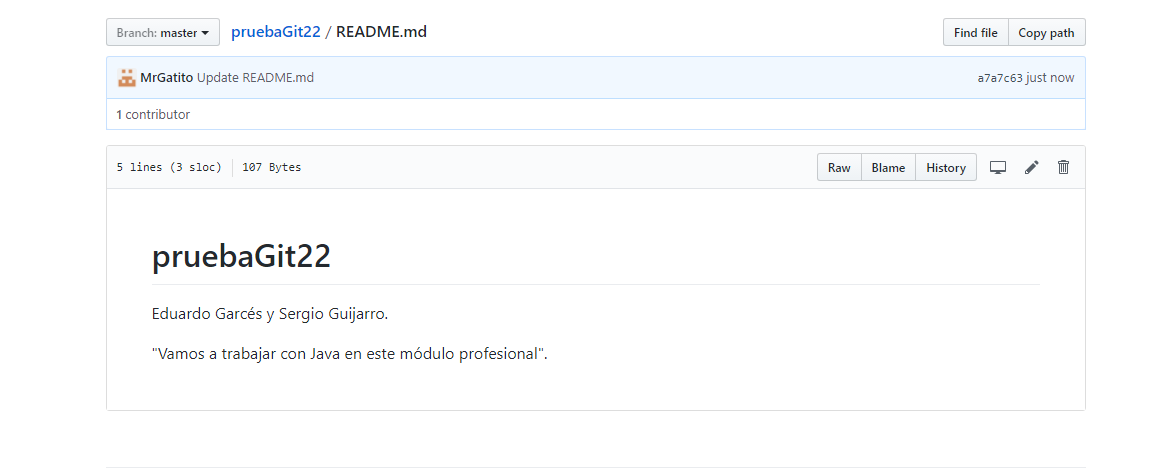 Branch: master pruebaGit22 / README.md Find file Copy path
MrGatito Update README.md a7a7c63 just now
1 contributor
5 lines (3 sloc) 107 Bytes Raw Blame History
pruebaGit22
Eduardo Garcés y Sergio Guijarro.
"Vamos a trabajar con Java en este módulo profesional".